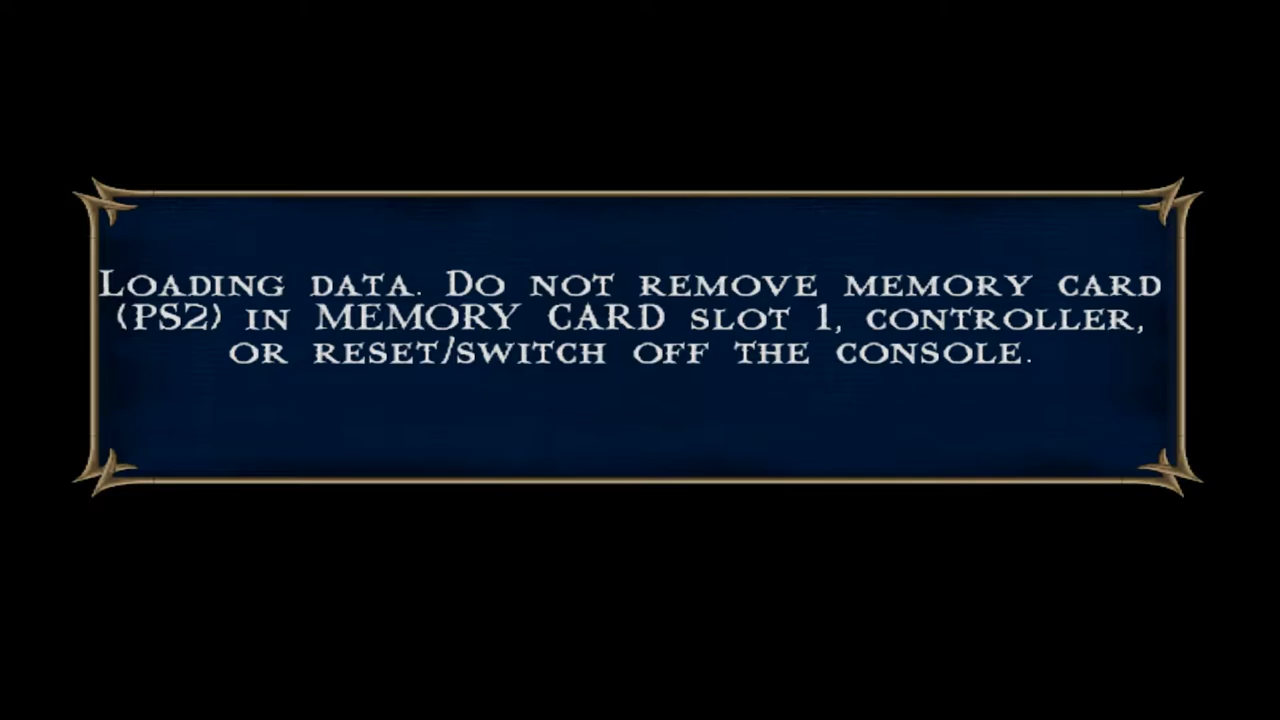 Loading data. Do not remove memory card
(PS2) in MEMORY CARD slot 1, controller,
or reset/switch off the console.